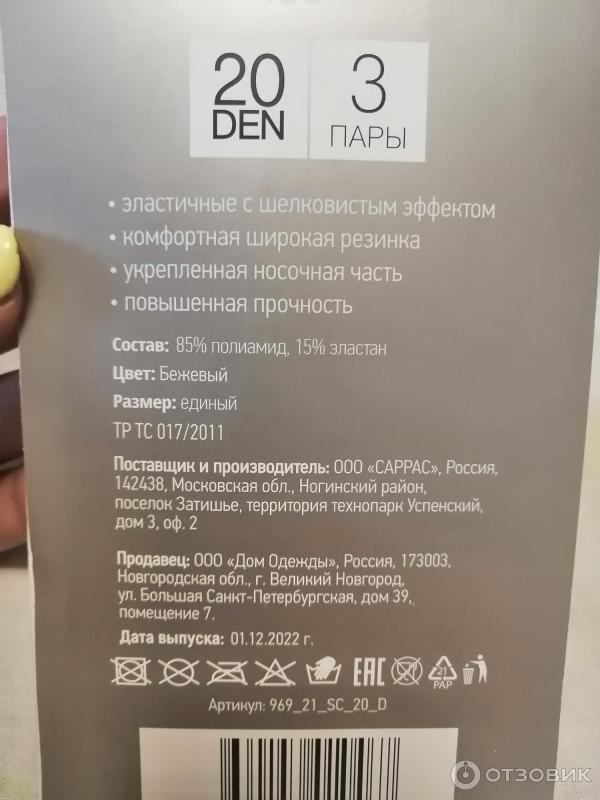 20
DEN
3
ПАРЫ
• эластичные с шелковистым эффектом
• комфортная широкая резинка
• укрепленная носочная часть
• повышенная прочность
Состав: 85% полиамид, 15% эластан
Цвет: Бежевый
Размер: единый
ТР ТС 017/2011
Поставщик и производитель: ООО «САРРАС», Россия,
142438, Московская обл., Ногинский район,
поселок Затишье, территория технопарк Успенский,
дом 3, оф. 2
Продавец: ООО «Дом Одежды», Россия, 173003,
Новгородская обл., г. Великий Новгород,
ул. Большая Санкт-Петербургская, дом 39,
помещение 7.
Дата выпуска: 01.12.2022 г.
EAC 21
PAP
Артикул: 969_21_SC_20_D
ОТЗОВИК